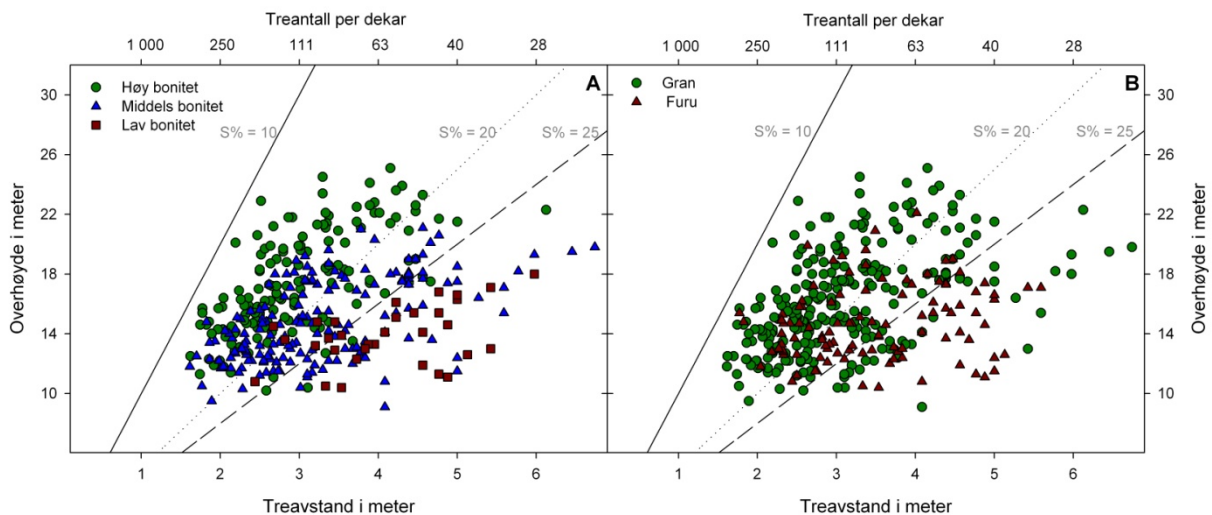 Treantall per dekar
Treantall per dekar
1 000 250 111 63 40 28
1 000 250 111 63 40 28
A
Høy bonitet
Middels bonitet
Lav bonitet
B
Gran
Furu
S% = 10
S% = 20
S% = 25
S% = 10
S% = 20
S% = 25
30
26
22
18
14
10
30
26
22
18
14
10
Overhøyde i meter
Overhøyde i meter
1 2 3 4 5 6
1 2 3 4 5 6
Treavstand i meter
Treavstand i meter